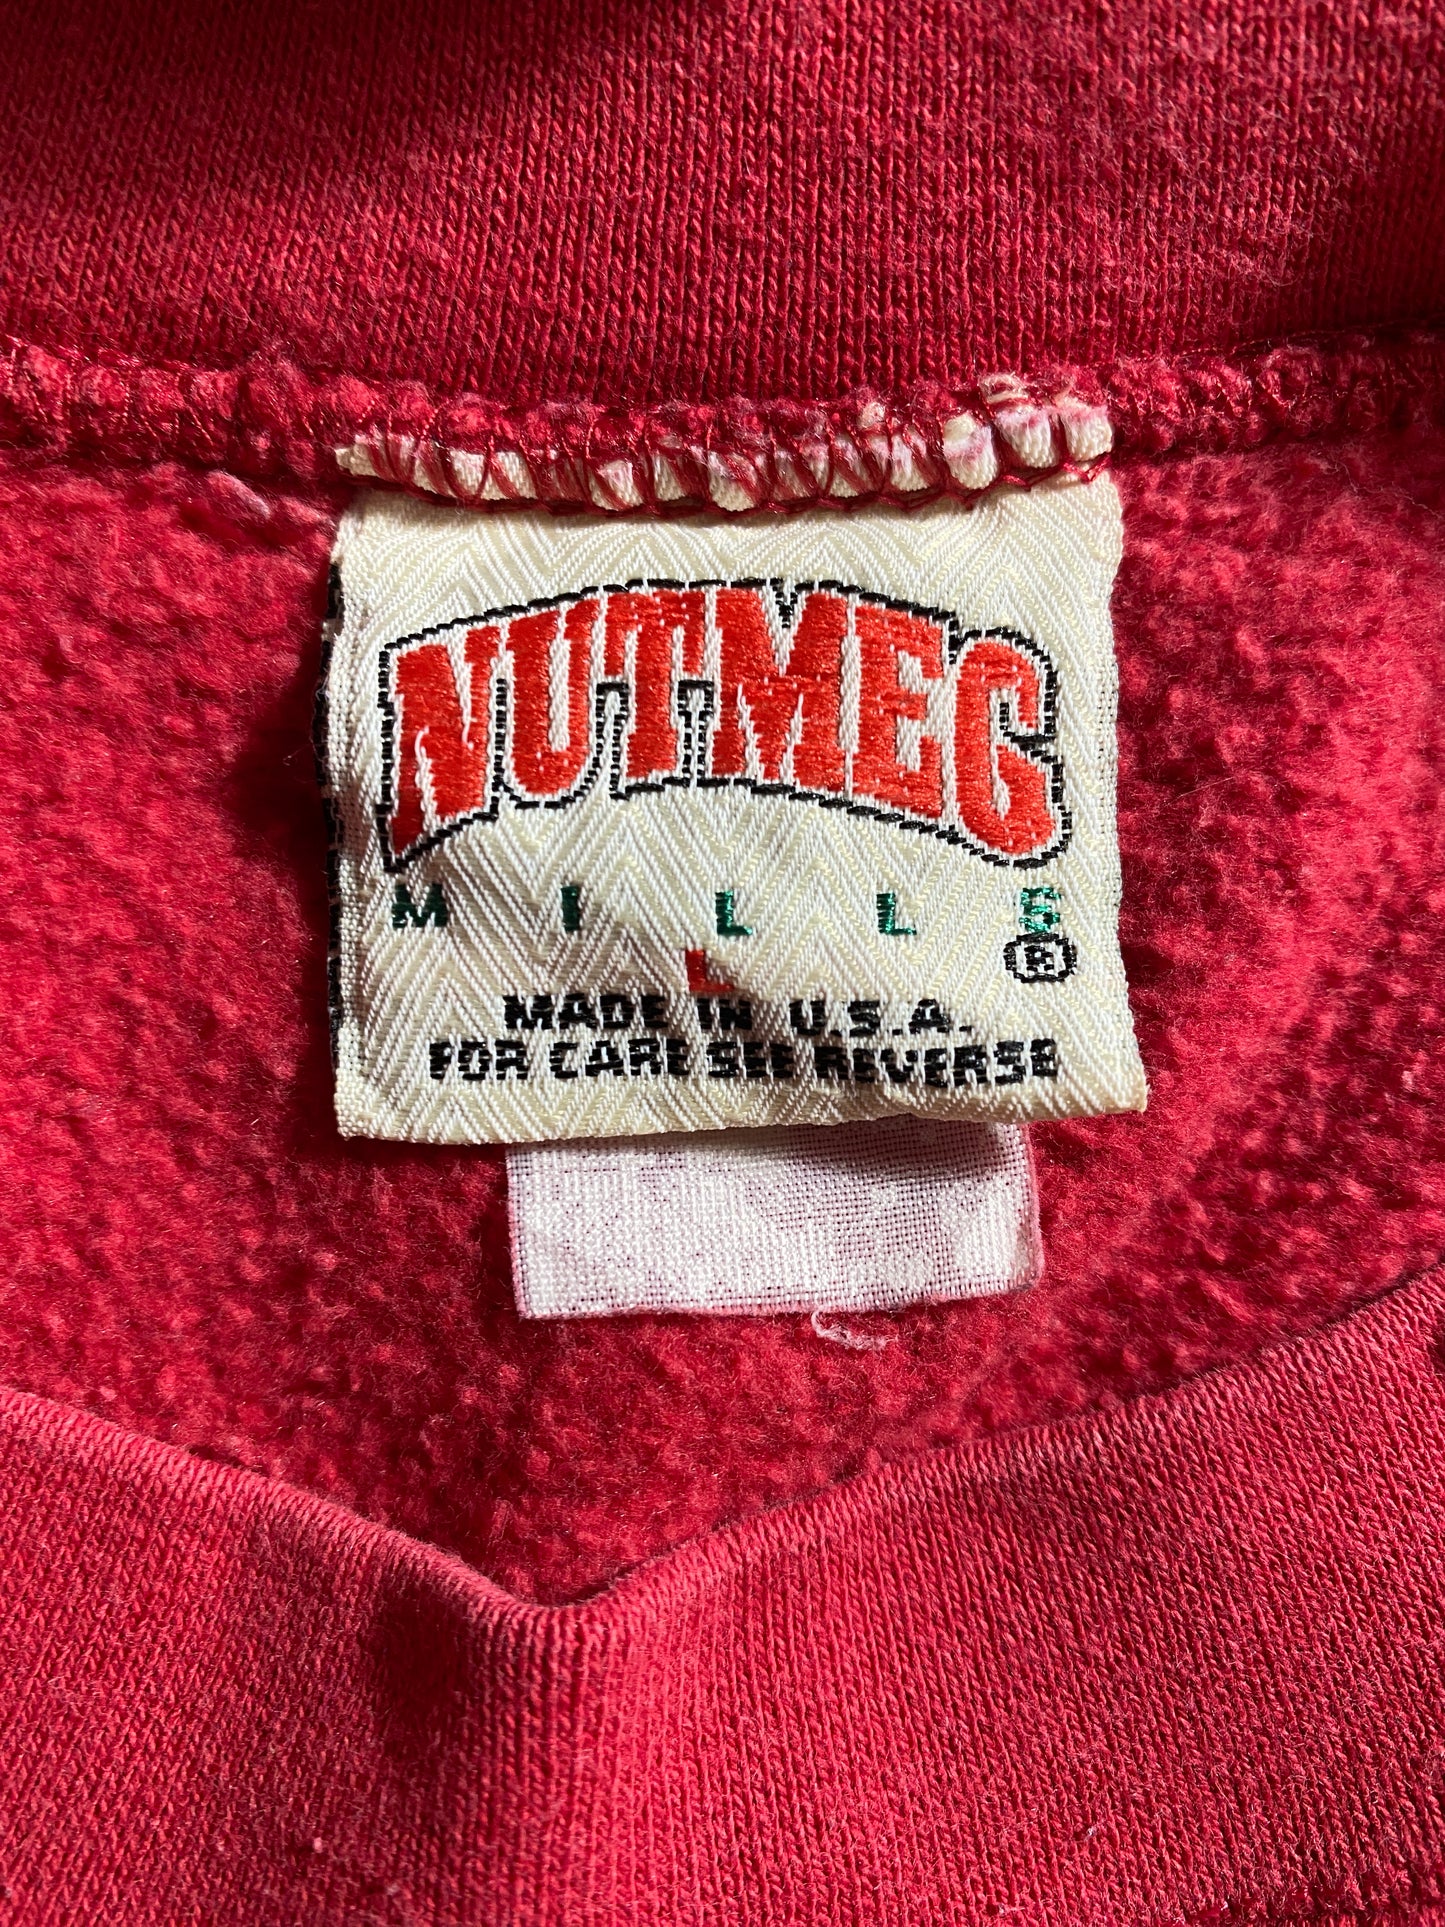 NUTMEG
MILLS
®
L
MADE IN U.S.A.
FOR CARE SEE REVERSE